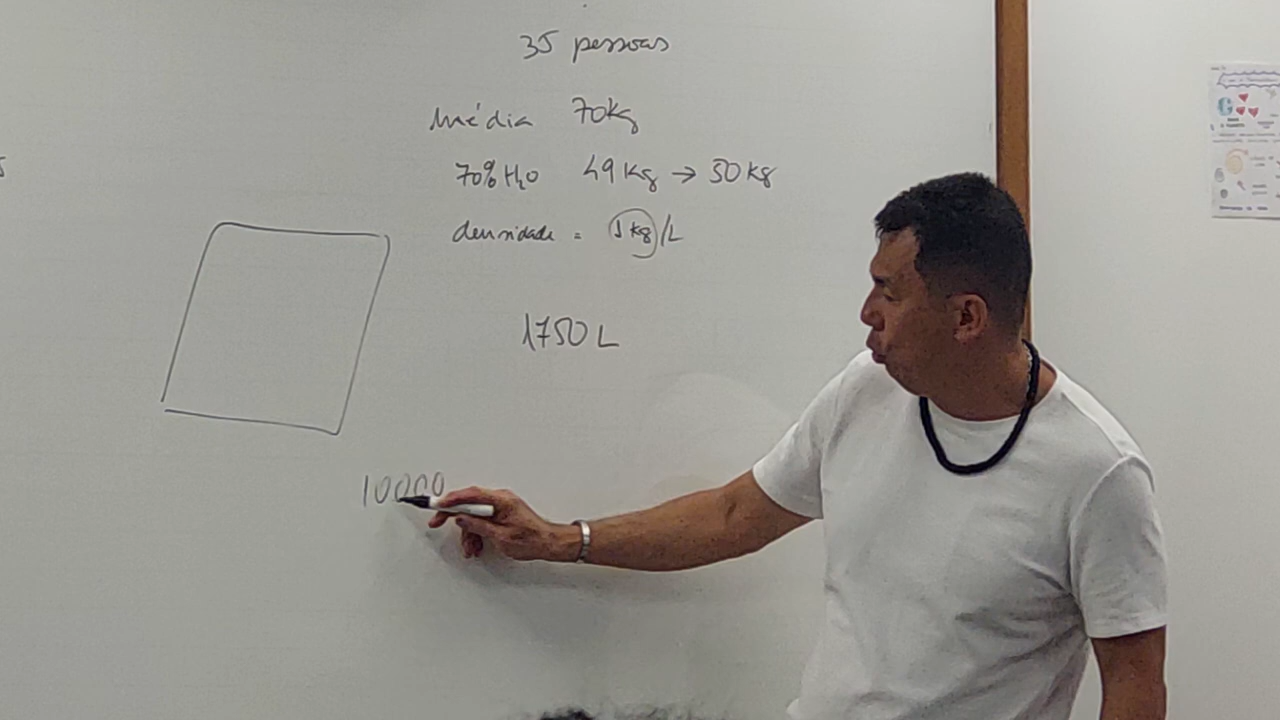 35 pessoas
média 70kg
70% H₂O 49 kg → 50 kg
densidade = 1 kg/L
1750 L
10000